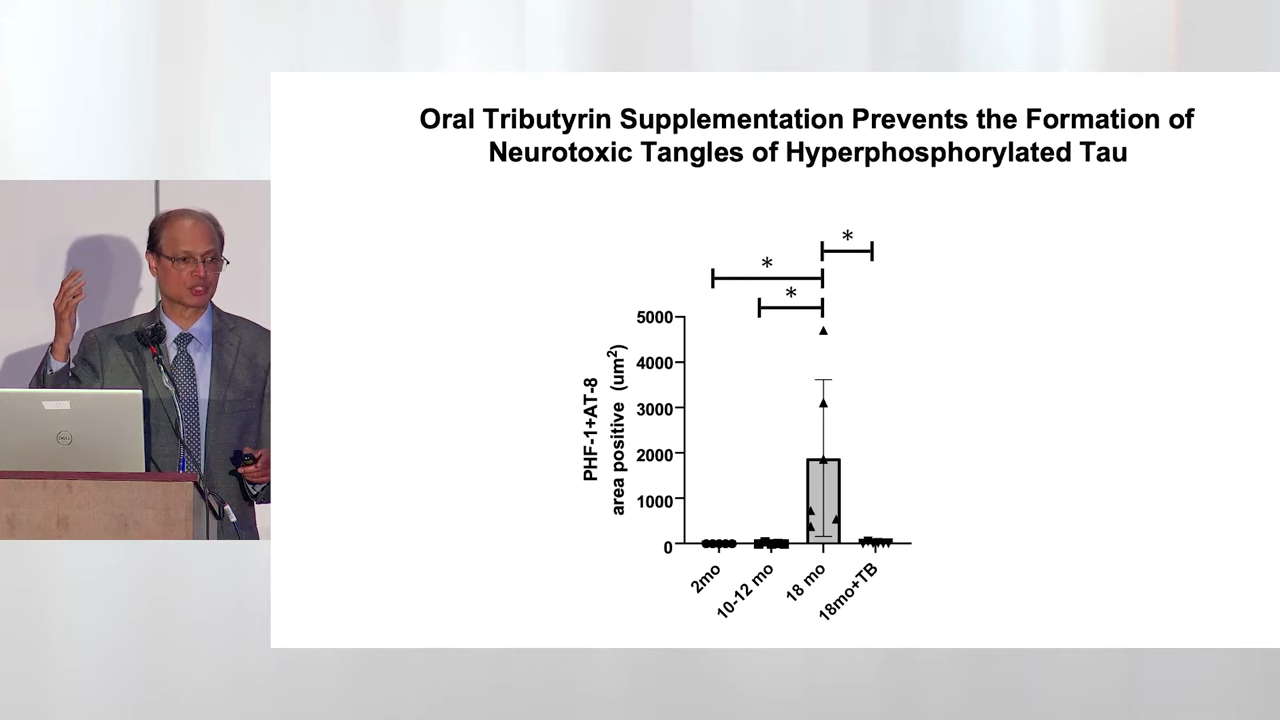 Oral Tributyrin Supplementation Prevents the Formation of
Neurotoxic Tangles of Hyperphosphorylated Tau
*
*
*
PHF-1+AT-8
area positive (um²)
5000
4000
3000
2000
1000
0
2mo
10-12 mo
18 mo
18mo+TB
DELL